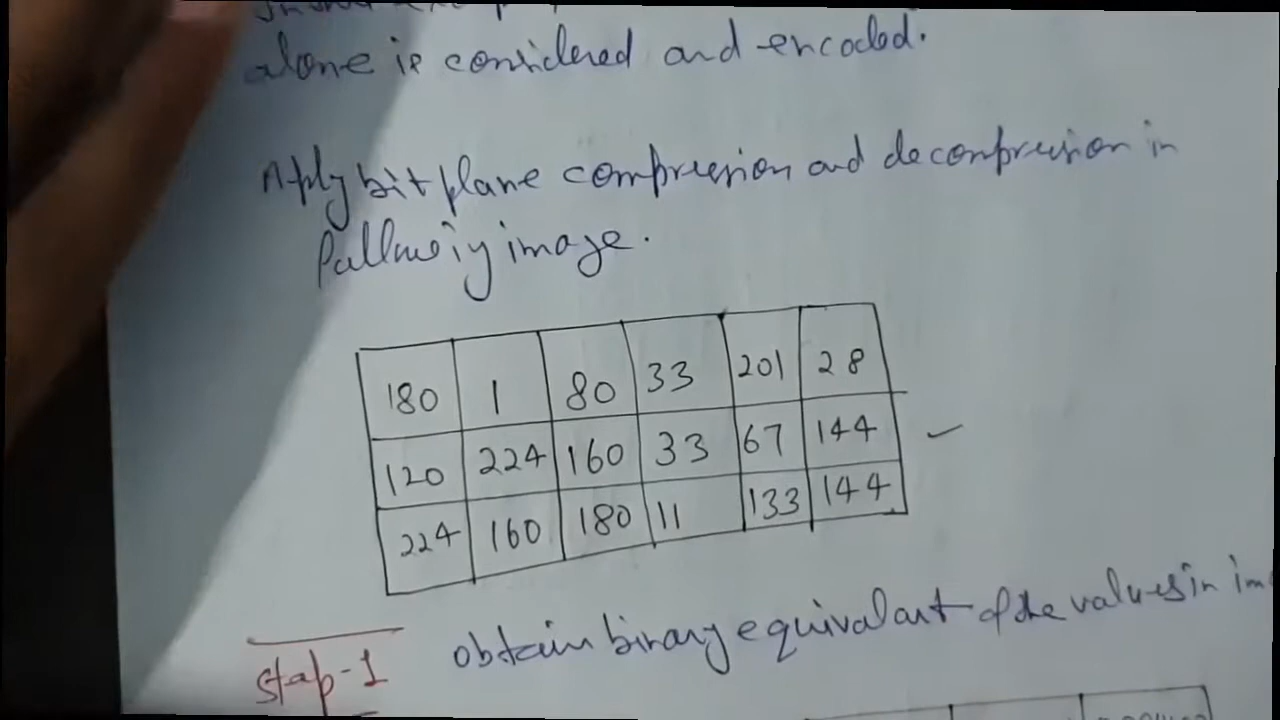 alone is considered and encoded.
Apply bit plane compression and decompression in
image.
180 1 80 33 201 28
120 224 160 33 67 144
224 160 180 11 133 144
Step-1 obtain binary equivalant of the values in im